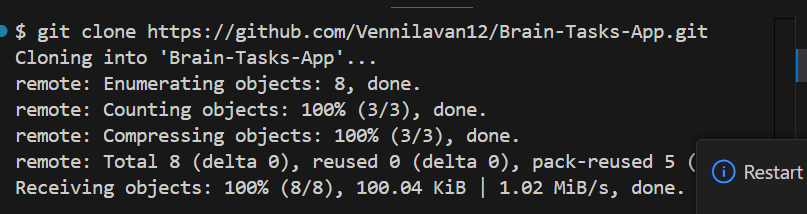 $ git clone https://github.com/Vennilavan12/Brain-Tasks-App.git
Cloning into 'Brain-Tasks-App'...
remote: Enumerating objects: 8, done.
remote: Counting objects: 100% (3/3), done.
remote: Compressing objects: 100% (3/3), done.
remote: Total 8 (delta 0), reused 0 (delta 0), pack-reused 5 (
Restart
Receiving objects: 100% (8/8), 100.04 KiB | 1.02 MiB/s, done.